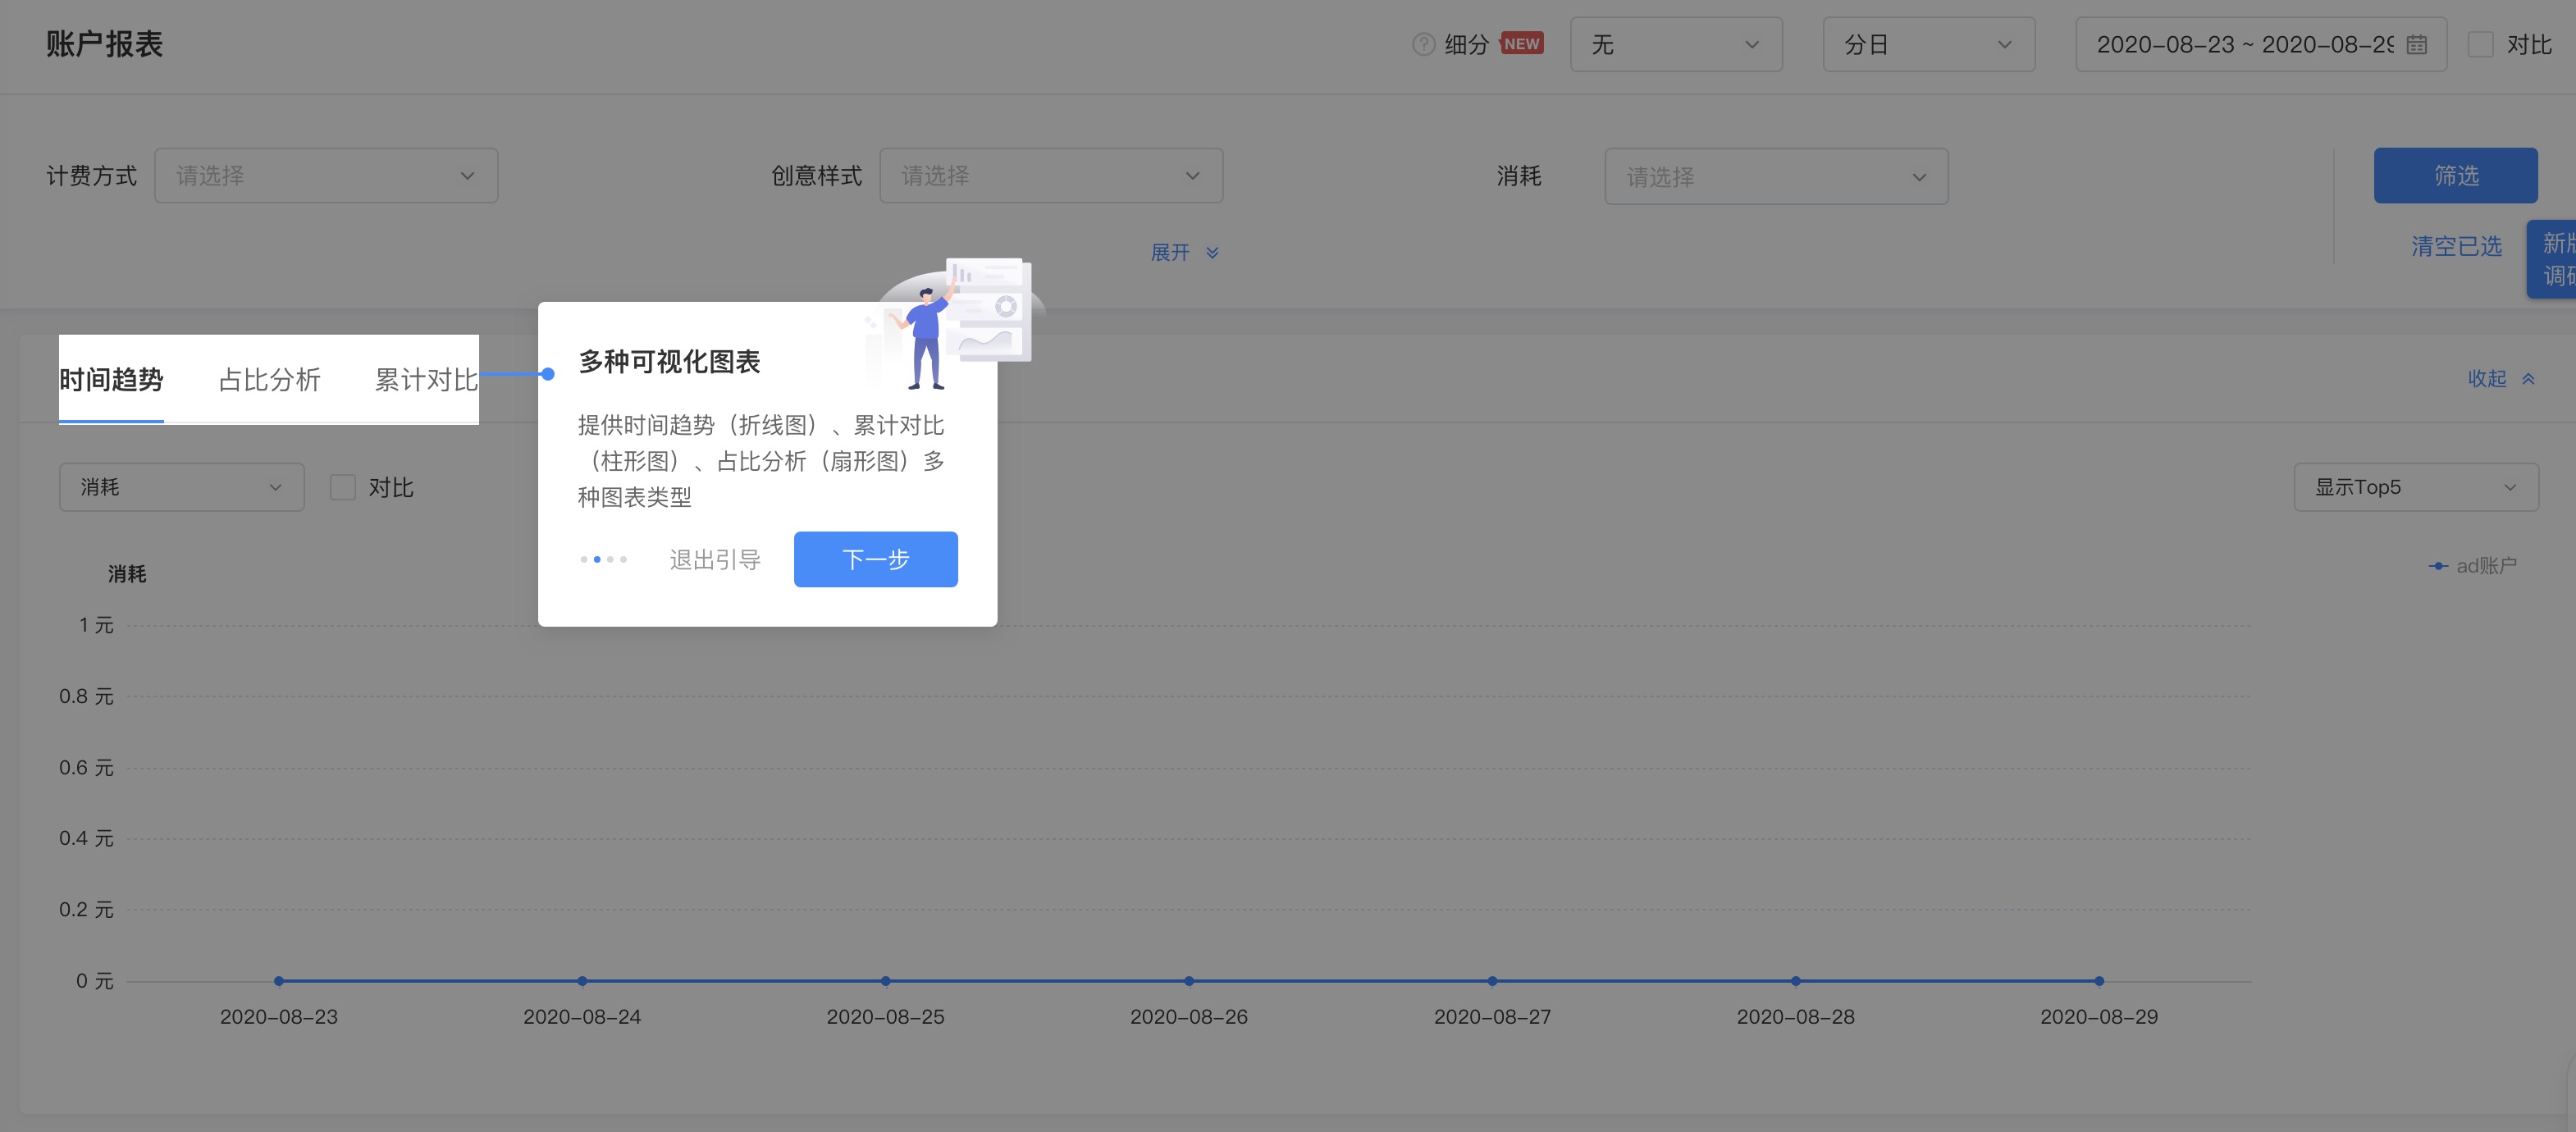 账户报表
细分 NEW
无
分日
2020-08-23 ~ 2020-08-29
对比
计费方式 请选择
创意样式 请选择
消耗 请选择
筛选
展开
清空已选
新
调
时间趋势 占比分析 累计对比
收起
多种可视化图表
提供时间趋势（折线图）、累计对比
（柱形图）、占比分析（扇形图）多
种图表类型
退出引导 下一步
消耗 对比
显示Top5
消耗
ad账户
1 元
0.8 元
0.6 元
0.4 元
0.2 元
0 元
2020-08-23 2020-08-24 2020-08-25 2020-08-26 2020-08-27 2020-08-28 2020-08-29